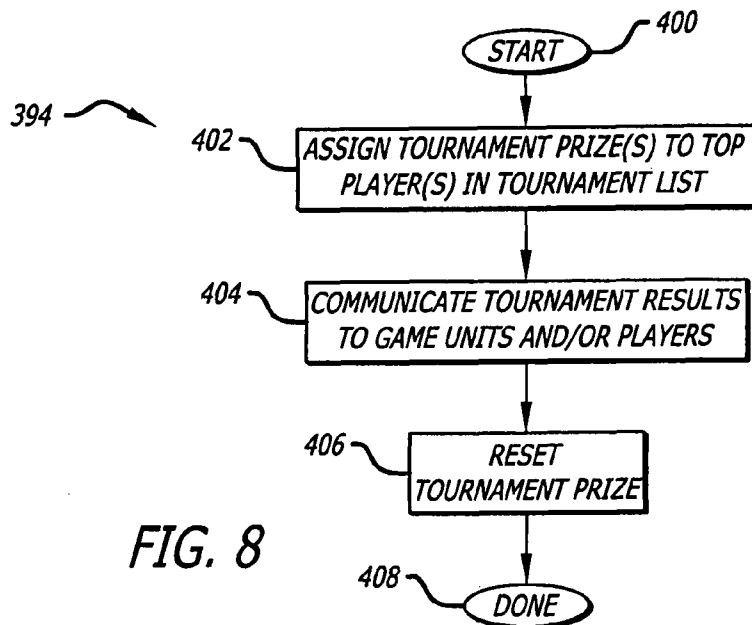 400
START
394
402
ASSIGN TOURNAMENT PRIZE(S) TO TOP
PLAYER(S) IN TOURNAMENT LIST
404
COMMUNICATE TOURNAMENT RESULTS
TO GAME UNITS AND/OR PLAYERS
406
RESET
TOURNAMENT PRIZE
FIG. 8
408
DONE